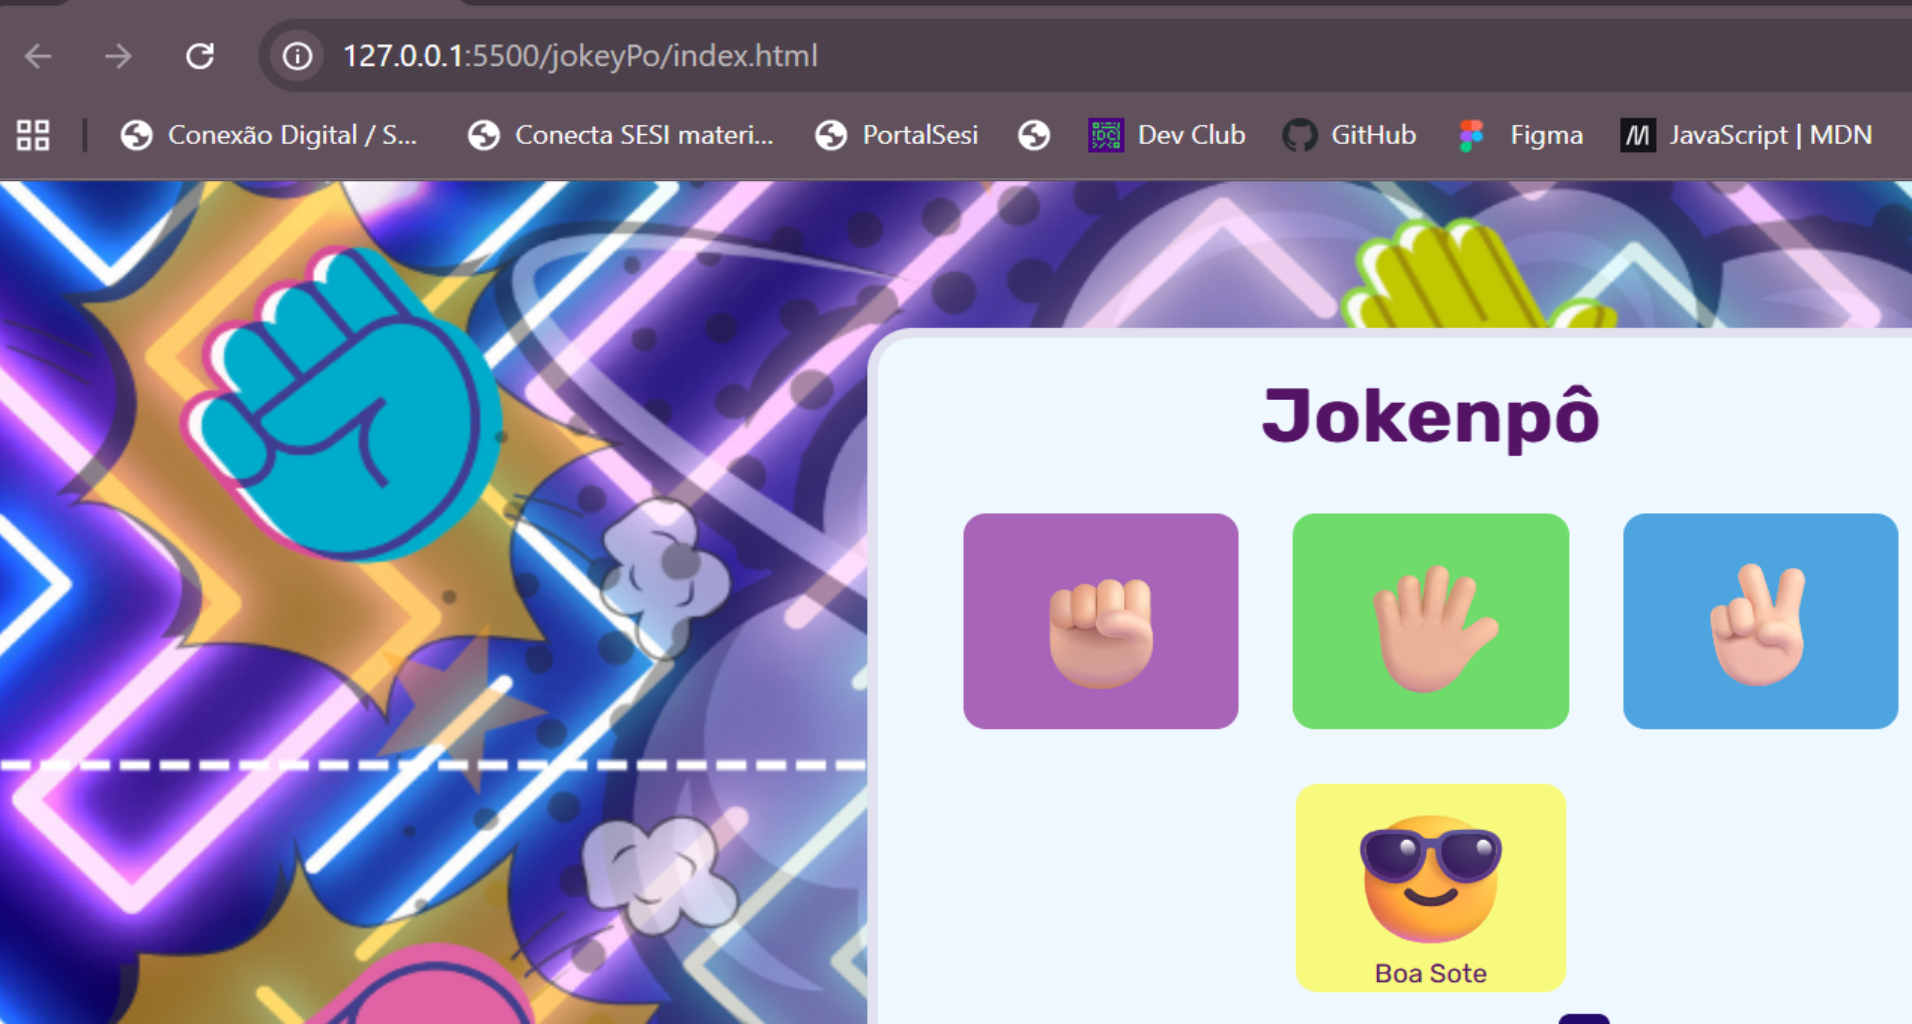 127.0.0.1:5500/jokeyPo/index.html
Conexão Digital / S... Conecta SESI materi... PortalSesi Dev Club GitHub Figma JavaScript | MDN
Jokenpô
Boa Sote